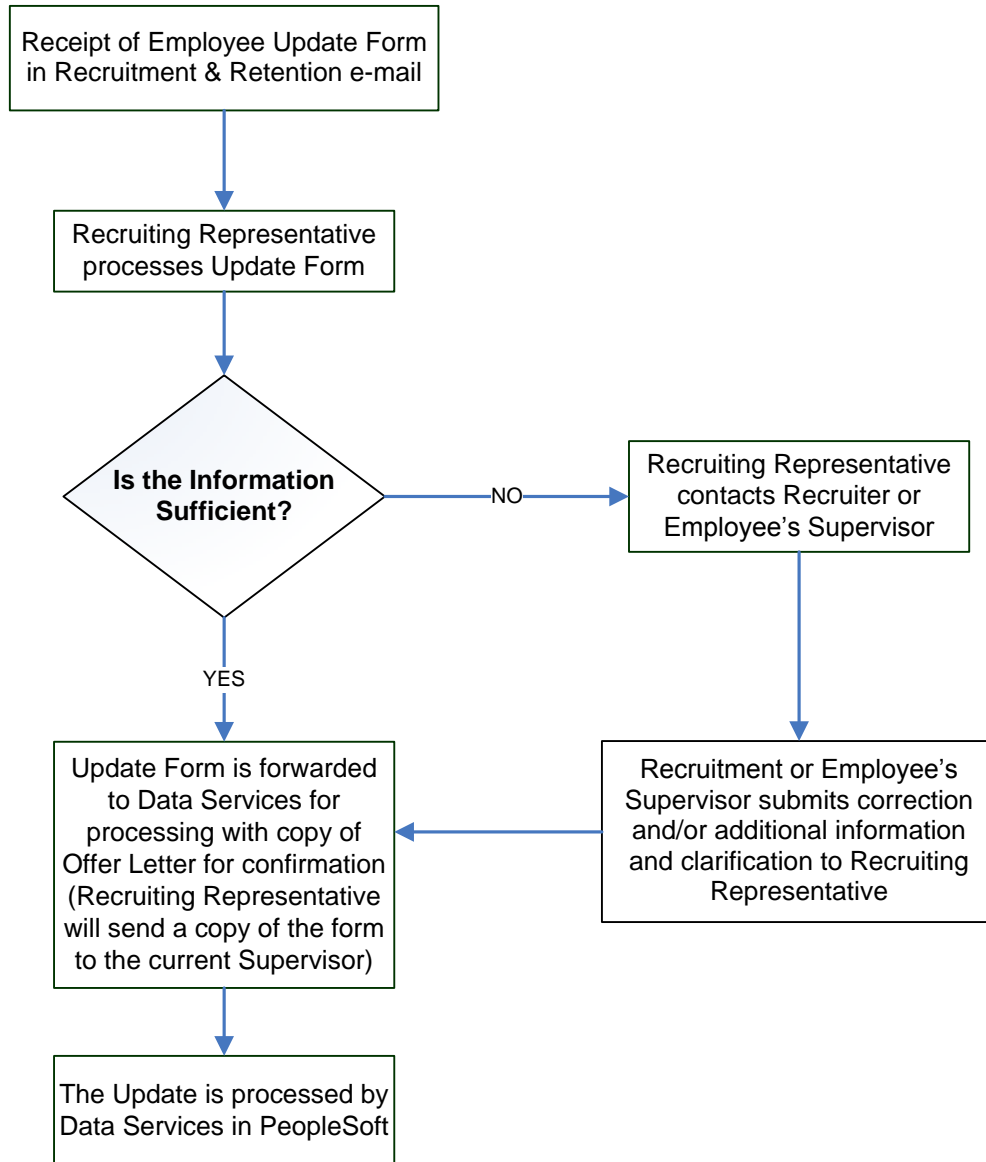 Receipt of Employee Update Form
in Recruitment & Retention e-mail
Recruiting Representative
processes Update Form
Is the Information
Sufficient?
NO
Recruiting Representative
contacts Recruiter or
Employee’s Supervisor
YES
Update Form is forwarded
to Data Services for
processing with copy of
Offer Letter for confirmation
(Recruiting Representative
will send a copy of the form
to the current Supervisor)
Recruitment or Employee’s
Supervisor submits correction
and/or additional information
and clarification to Recruiting
Representative
The Update is processed by
Data Services in PeopleSoft